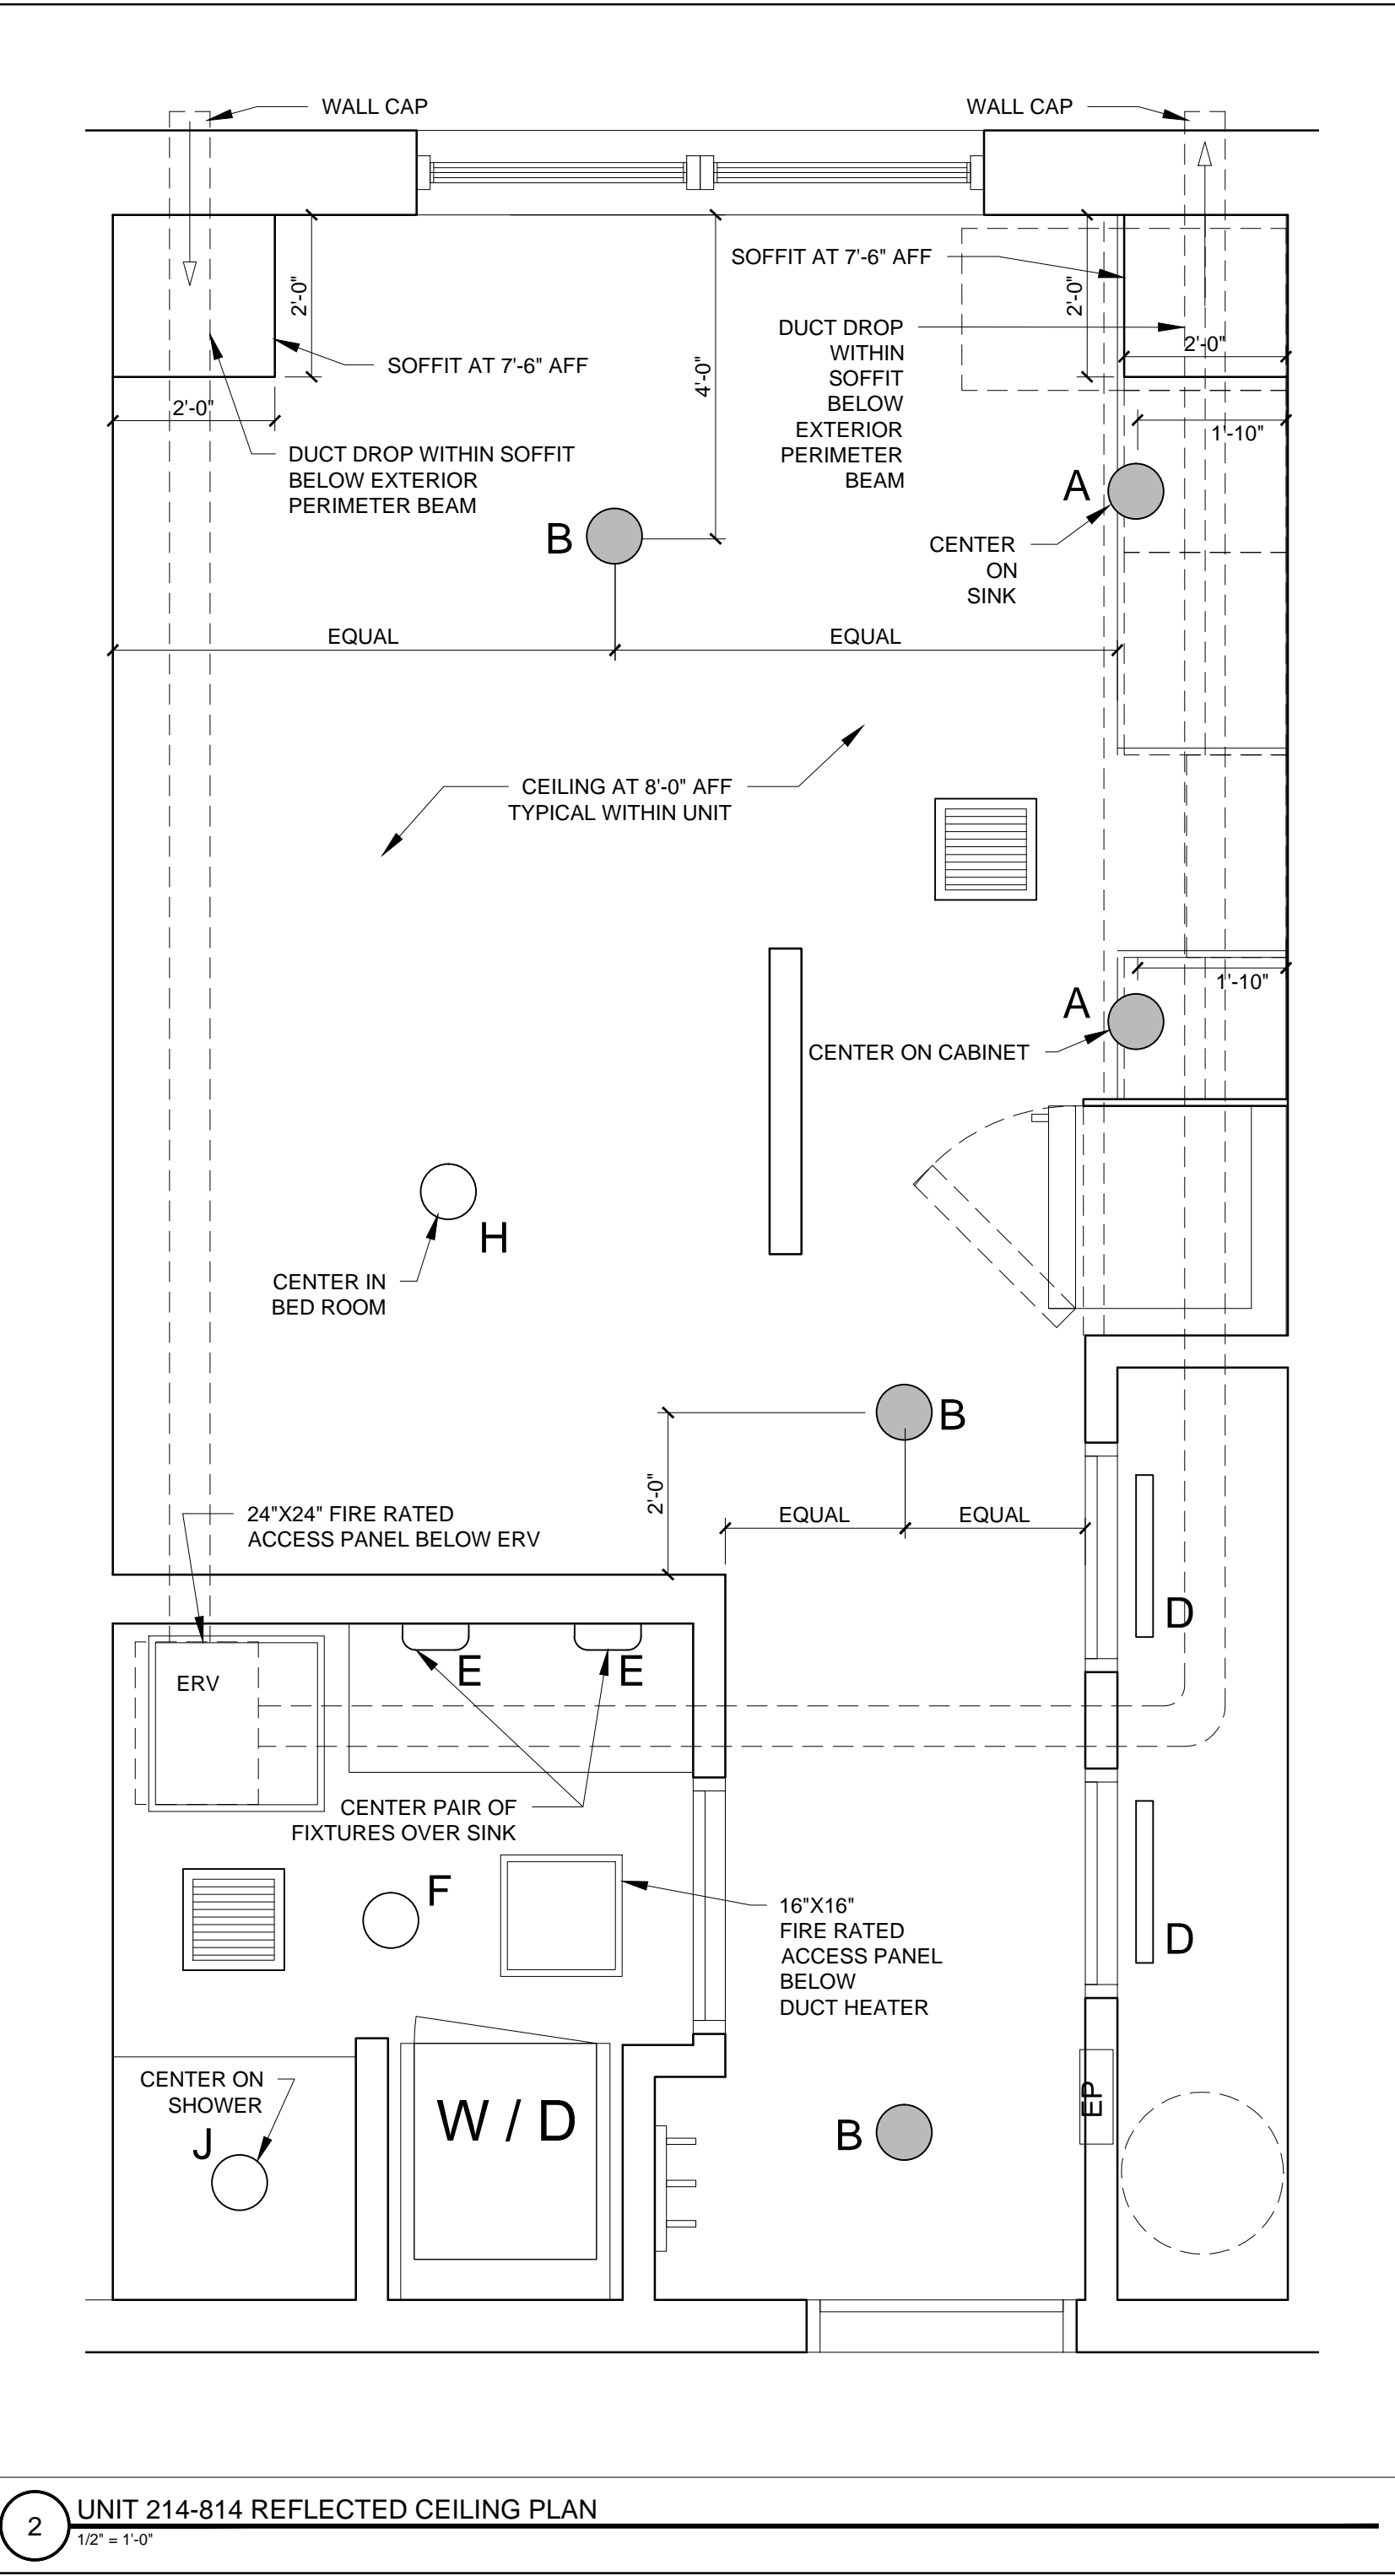 WALL CAP
WALL CAP
SOFFIT AT 7'-6" AFF
2'-0"
2'-0"
DUCT DROP
WITHIN
SOFFIT
BELOW
EXTERIOR
PERIMETER
BEAM
2'-0"
SOFFIT AT 7'-6" AFF
4'-0"
2'-0"
1'-10"
DUCT DROP WITHIN SOFFIT
BELOW EXTERIOR
PERIMETER BEAM
A
B
CENTER
ON
SINK
EQUAL
EQUAL
CEILING AT 8'-0" AFF
TYPICAL WITHIN UNIT
1'-10"
A
CENTER ON CABINET
H
CENTER IN
BED ROOM
B
2'-0"
24"X24" FIRE RATED
ACCESS PANEL BELOW ERV
EQUAL
EQUAL
D
E
E
ERV
CENTER PAIR OF
FIXTURES OVER SINK
F
16"X16"
FIRE RATED
ACCESS PANEL
BELOW
DUCT HEATER
D
CENTER ON
SHOWER
J
W / D
B
EP
2
UNIT 214-814 REFLECTED CEILING PLAN
1/2" = 1'-0"